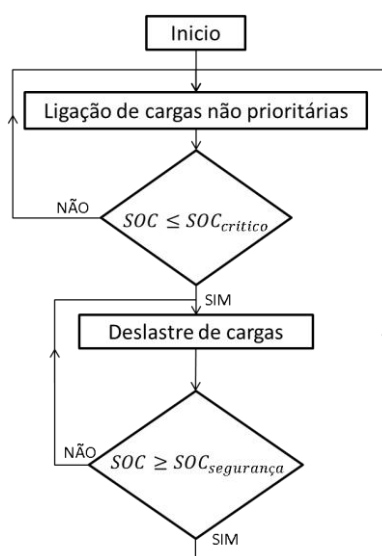 Inicio
Ligação de cargas não prioritárias
NÃO
SOC ≤ SOC_critico
SIM
Deslastre de cargas
NÃO
SOC ≥ SOC_segurança
SIM